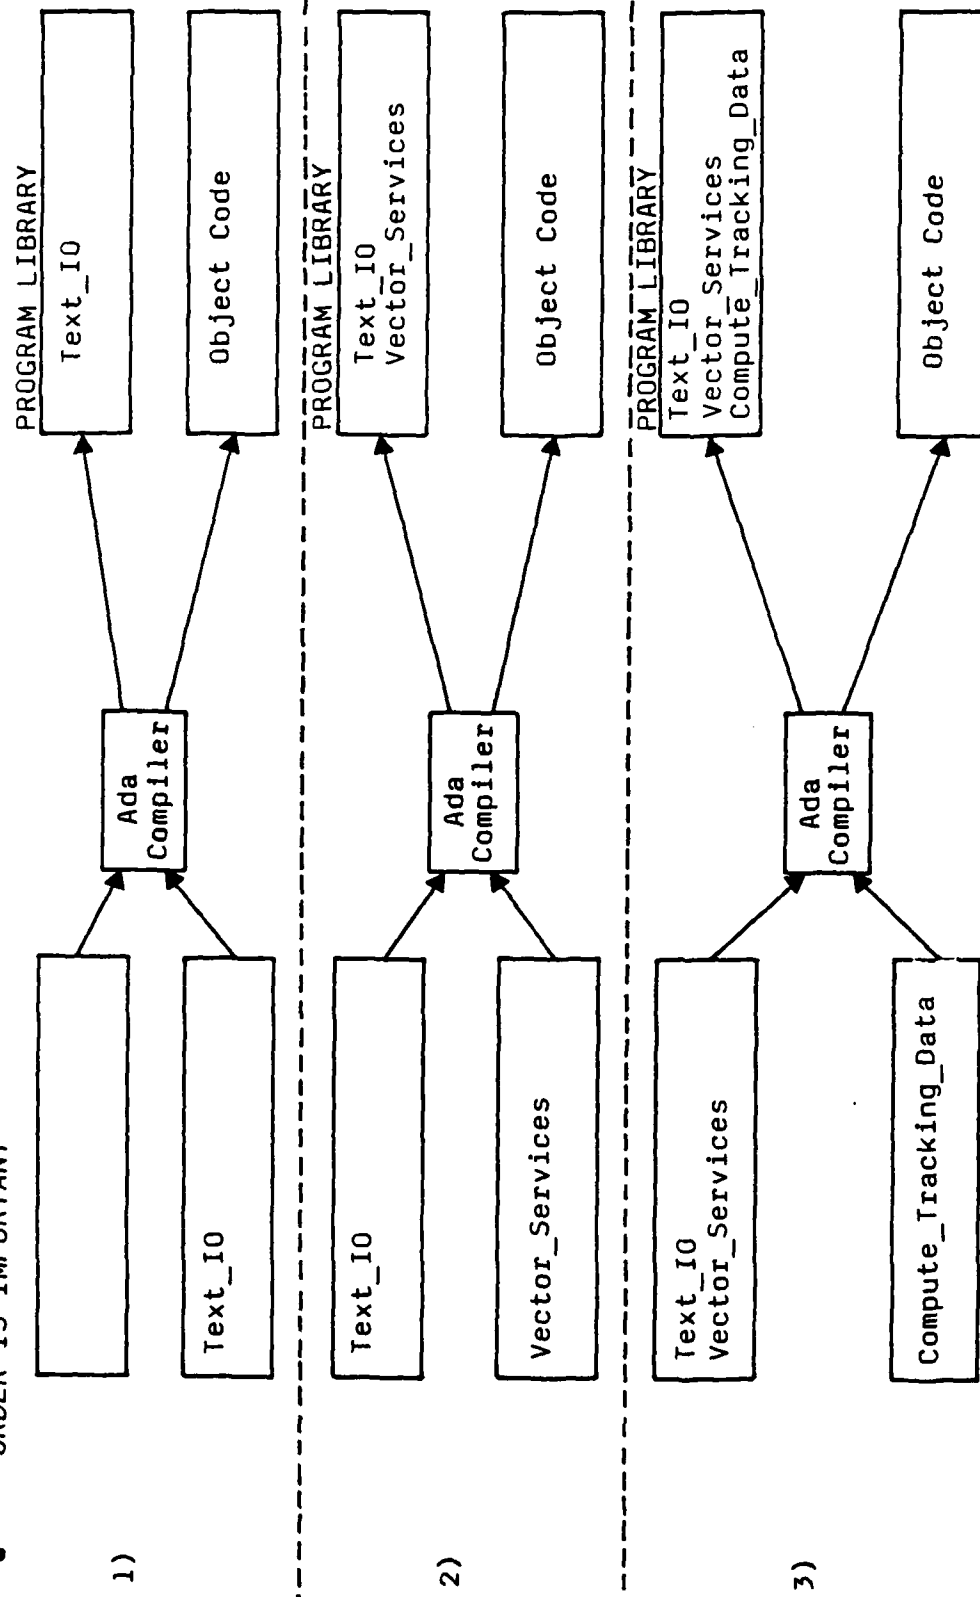 ORDER IS IMPORTANT
1)
PROGRAM LIBRARY
Text_IO
Ada
Compiler
Text_IO
Object Code
2)
PROGRAM LIBRARY
Text_IO
Ada
Compiler
Text_IO
Vector_Services
Vector_Services
Object Code
3)
PROGRAM LIBRARY
Text_IO
Vector_Services
Ada
Compiler
Text_IO
Vector_Services
Compute_Tracking_Data
Compute_Tracking_Data
Object Code